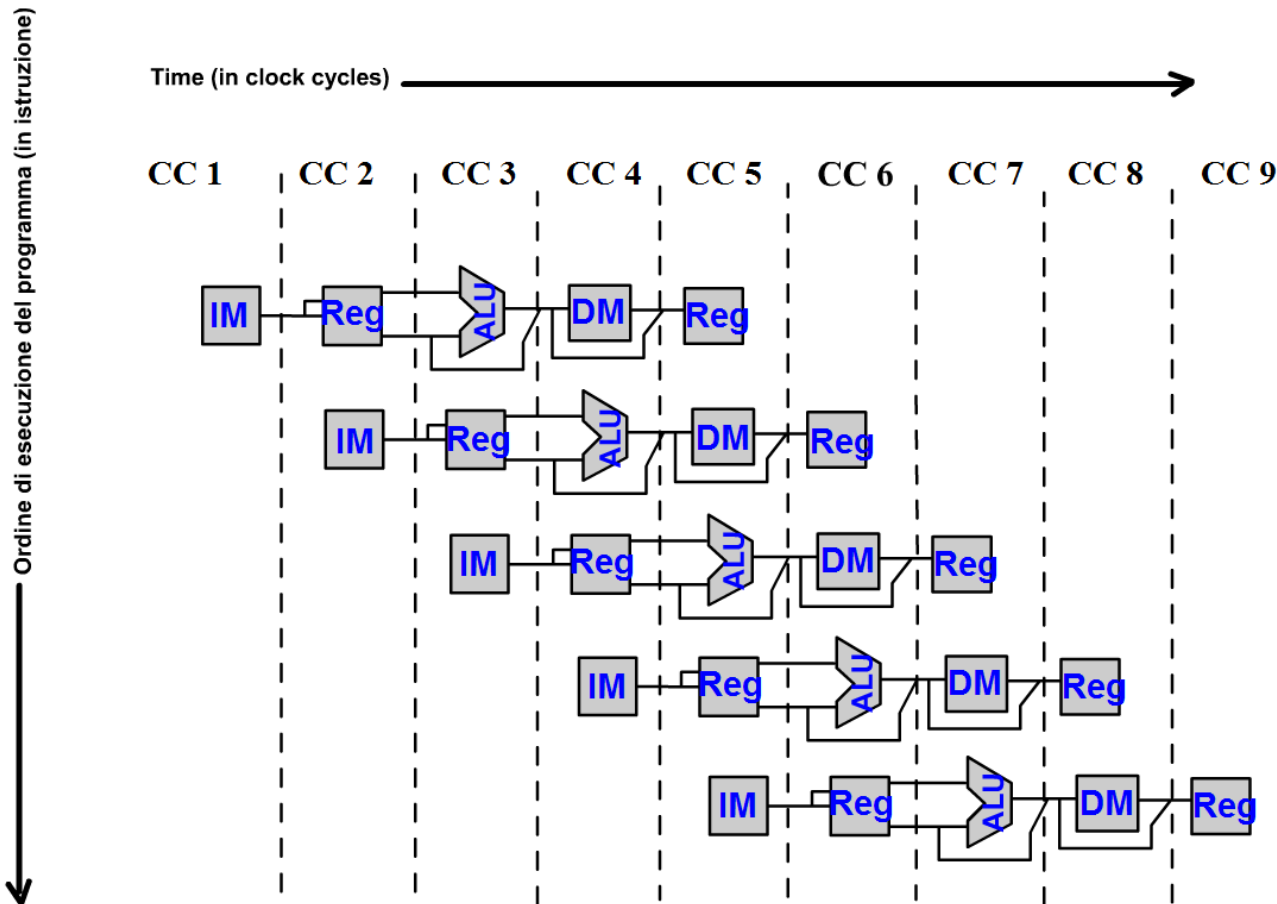 Ordine di esecuzione del programma (in istruzione)
Time (in clock cycles)
CC 1 CC 2 CC 3 CC 4 CC 5 CC 6 CC 7 CC 8 CC 9
IM Reg ALU DM Reg
IM Reg ALU DM Reg
IM Reg ALU DM Reg
IM Reg ALU DM Reg
IM Reg ALU DM Reg